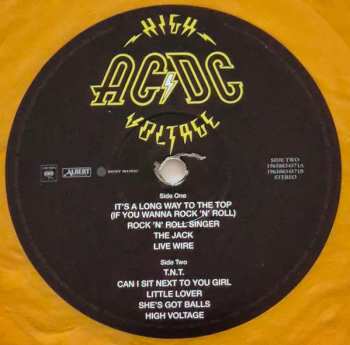 HIGH
AC⚡DC
VOLTAGE
ALBERT
SONY MUSIC
SIDE TWO
STEREO
Side One
IT'S A LONG WAY TO THE TOP
(IF YOU WANNA ROCK 'N' ROLL)
ROCK 'N' ROLL SINGER
THE JACK
LIVE WIRE
Side Two
T.N.T.
CAN I SIT NEXT TO YOU GIRL
LITTLE LOVER
SHE'S GOT BALLS
HIGH VOLTAGE